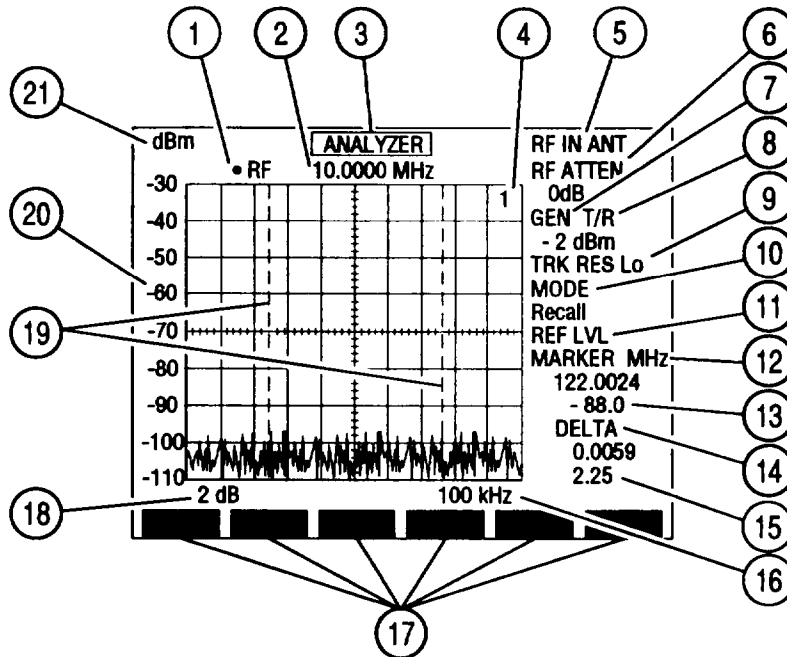 1 2 3 4 5
6
7
21 dBm ANALYZER RF IN ANT
8
• RF 10.0000 MHz RF ATTEN
-30 1 0dB
9
20 -40 GEN T/R
-50 - 2 dBm
10
TRK RES Lo
-60 MODE
11
Recall
19 -70 REF LVL
12
-80 MARKER MHz
122.0024
13
-90 - 88.0
DELTA
14
-100 0.0059
-110 2.25
15
18 2 dB 100 kHz
16
17